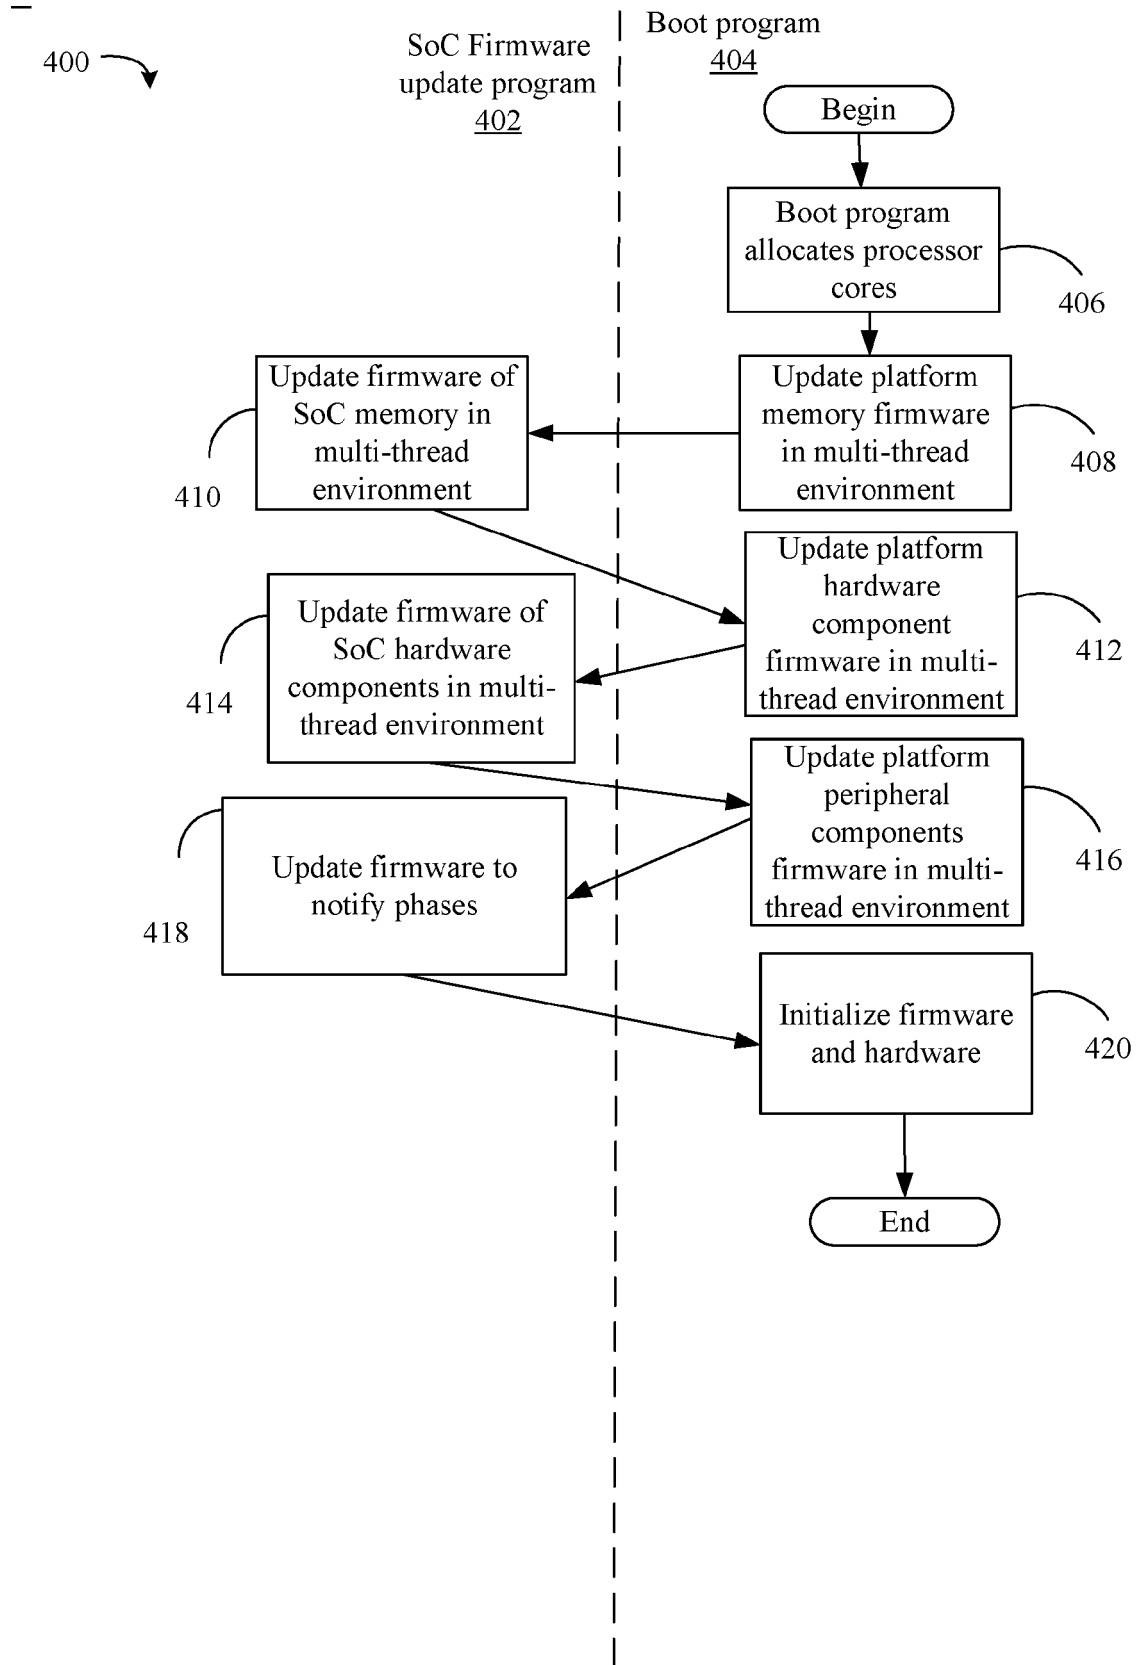 400
SoC Firmware
update program
402
Boot program
404
Begin
Boot program
allocates processor
cores
406
Update firmware of
SoC memory in
multi-thread
environment
410
Update platform
memory firmware
in multi-thread
environment
408
Update platform
hardware
component
firmware in multi-
thread environment
412
Update firmware of
SoC hardware
components in multi-
thread environment
414
Update platform
peripheral
components
firmware in multi-
thread environment
416
Update firmware to
notify phases
418
Initialize firmware
and hardware
420
End